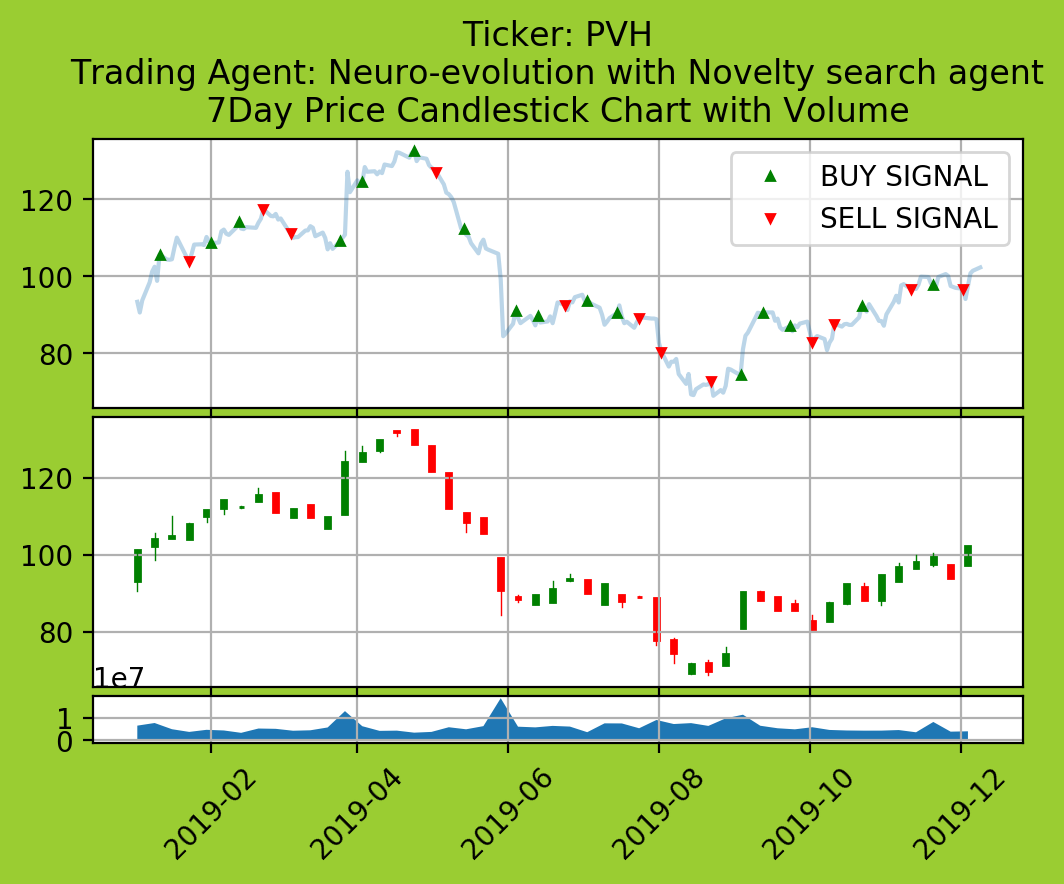 Ticker: PVH
Trading Agent: Neuro-evolution with Novelty search agent
7Day Price Candlestick Chart with Volume
BUY SIGNAL
SELL SIGNAL
120
100
80
120
100
80
1e7
1
0
2019-02
2019-04
2019-06
2019-08
2019-10
2019-12